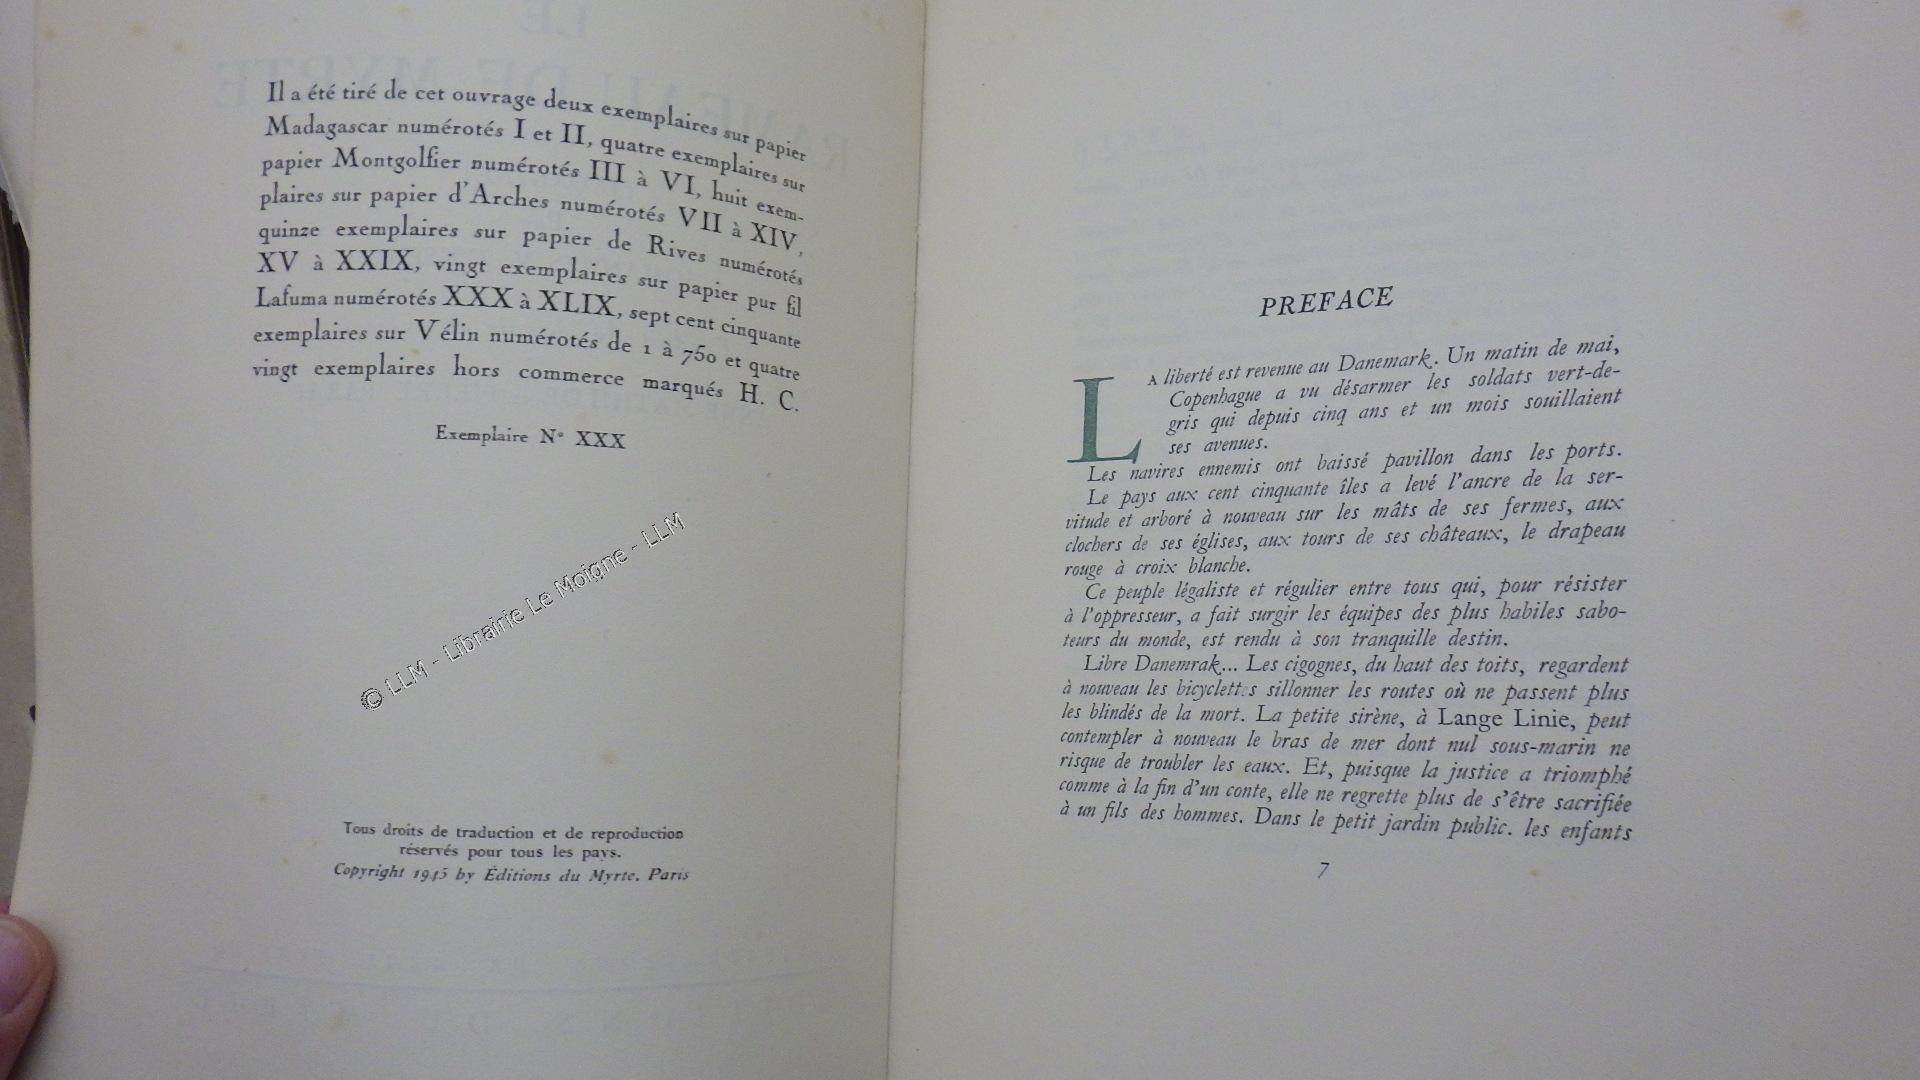 Il a été tiré de cet ouvrage deux exemplaires sur papier
Madagascar numérotés I et II, quatre exemplaires sur
papier Montgolfier numérotés III à VI, huit exem-
plaires sur papier d'Arches numérotés VII à XIV,
quinze exemplaires sur papier de Rives numérotés
XV à XXIX, vingt exemplaires sur papier pur fil
Lafuma numérotés XXX à XLIX, sept cent cinquante
exemplaires sur Vélin numérotés de 1 à 750 et quatre
vingt exemplaires hors commerce marqués H. C.
Exemplaire N° XXX
© LLM - Librairie Le Moigne - LLM
Tous droits de traduction et de reproduction
réservés pour tous les pays.
Copyright 1945 by Éditions du Myrte, Paris
PREFACE
LA liberté est revenue au Danemark. Un matin de mai,
Copenhague a vu désarmer les soldats vert-de-
gris qui depuis cinq ans et un mois souillaient
ses avenues.
Les navires ennemis ont baissé pavillon dans les ports.
Le pays aux cent cinquante îles a levé l'ancre de la ser-
vitude et arboré à nouveau sur les mâts de ses fermes, aux
clochers de ses églises, aux tours de ses châteaux, le drapeau
rouge à croix blanche.
Ce peuple légaliste et régulier entre tous qui, pour résister
à l'oppresseur, a fait surgir les équipes des plus habiles sabo-
teurs du monde, est rendu à son tranquille destin.
Libre Danemrak... Les cigognes, du haut des toits, regardent
à nouveau les bicyclettes sillonner les routes où ne passent plus
les blindés de la mort. La petite sirène, à Lange Linie, peut
contempler à nouveau le bras de mer dont nul sous-marin ne
risque de troubler les eaux. Et, puisque la justice a triomphé
comme à la fin d'un conte, elle ne regrette plus de s'être sacrifiée
à un fils des hommes. Dans le petit jardin public. les enfants
7